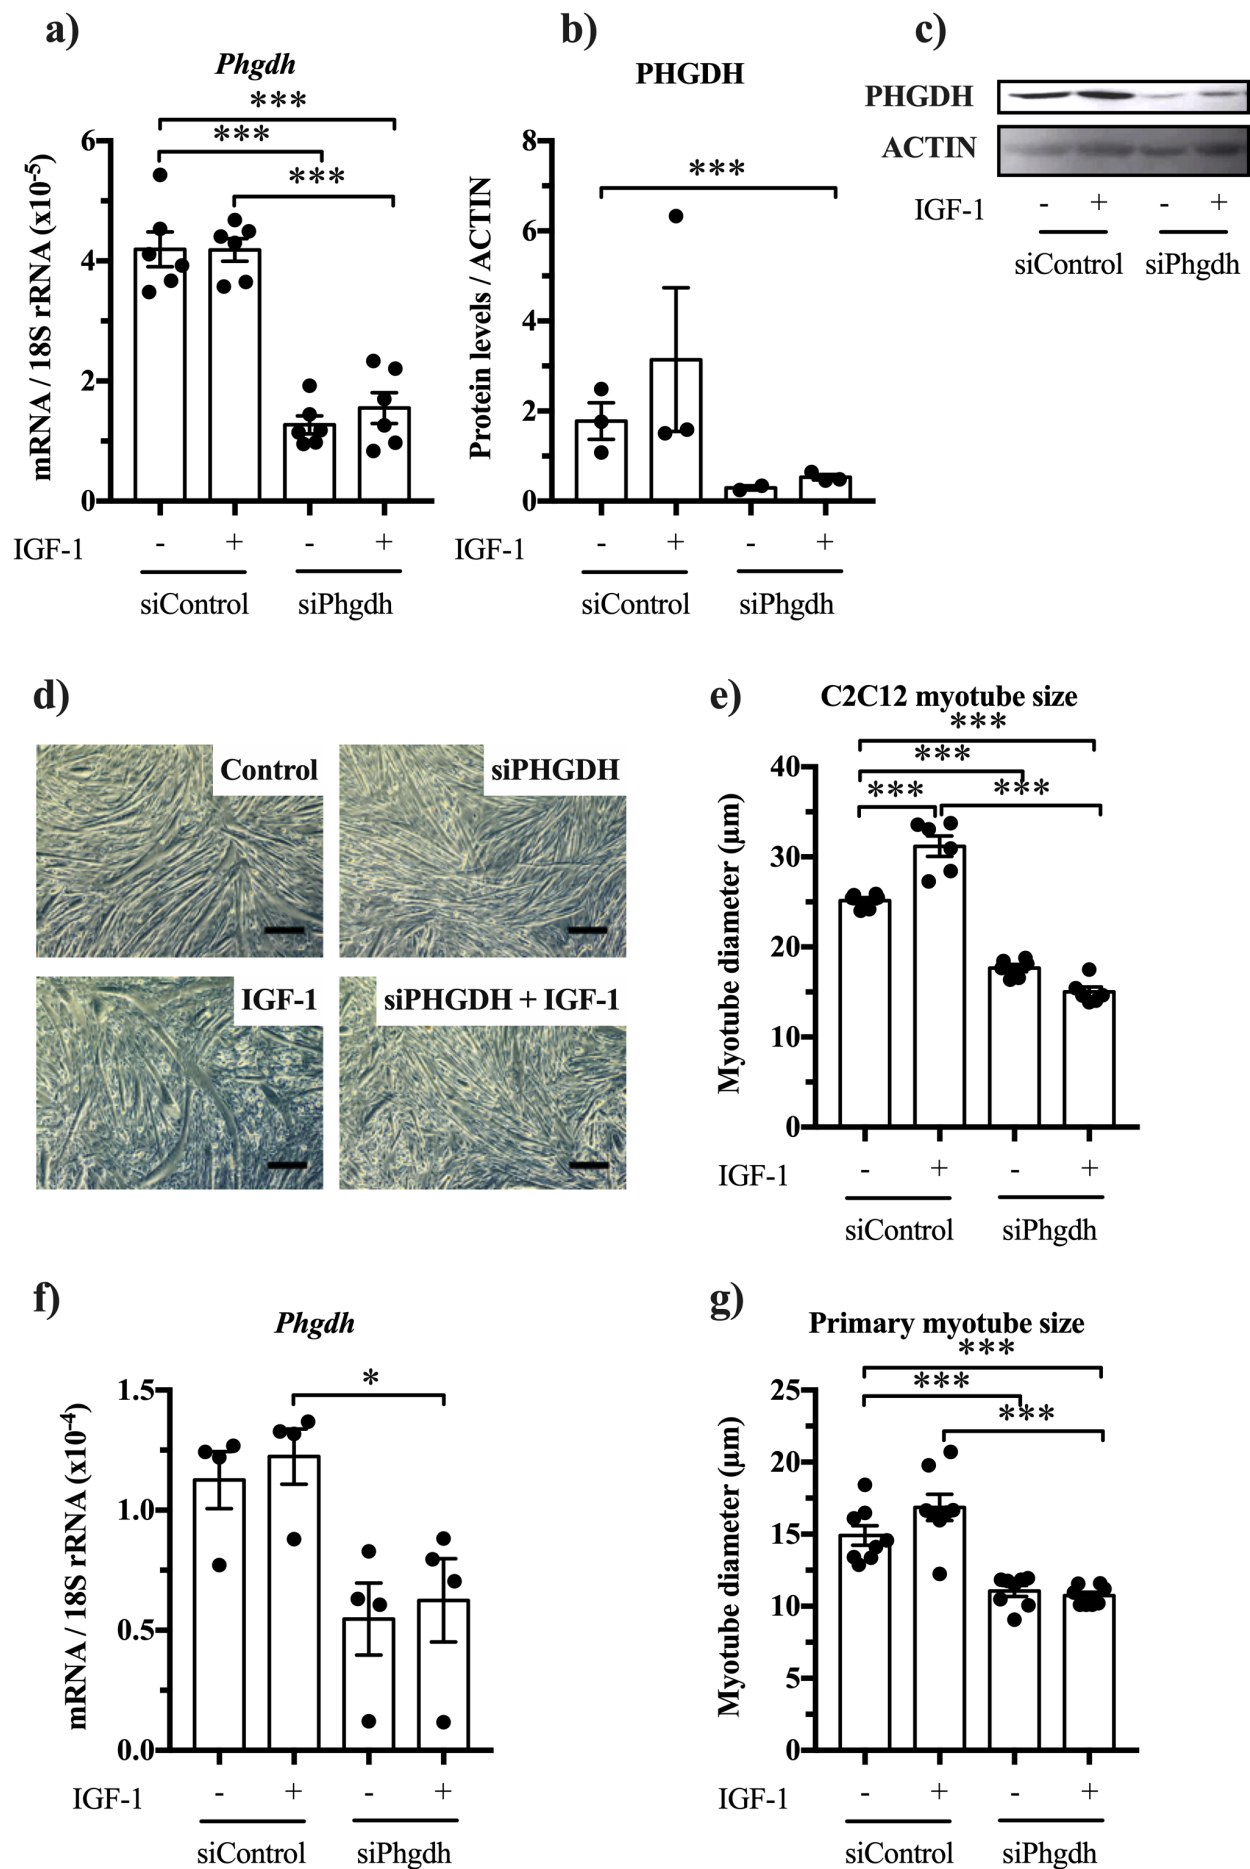 a)
Phgdh
***
***
***
mRNA / 18S rRNA (x10⁻⁵)
6
4
2
0
IGF-1 - + - +
siControl siPhgdh
b)
PHGDH
***
Protein levels / ACTIN
8
6
4
2
0
IGF-1 - + - +
siControl siPhgdh
c)
PHGDH
ACTIN
IGF-1 - + - +
siControl siPhgdh
d)
Control
siPHGDH
IGF-1
siPHGDH + IGF-1
e)
C2C12 myotube size
***
***
*** ***
Myotube diameter (μm)
40
30
20
10
0
IGF-1 - + - +
siControl siPhgdh
f)
Phgdh
*
mRNA / 18S rRNA (x10⁻⁴)
1.5
1.0
0.5
0.0
IGF-1 - + - +
siControl siPhgdh
g)
Primary myotube size
***
***
***
Myotube diameter (μm)
25
20
15
10
5
0
IGF-1 - + - +
siControl siPhgdh